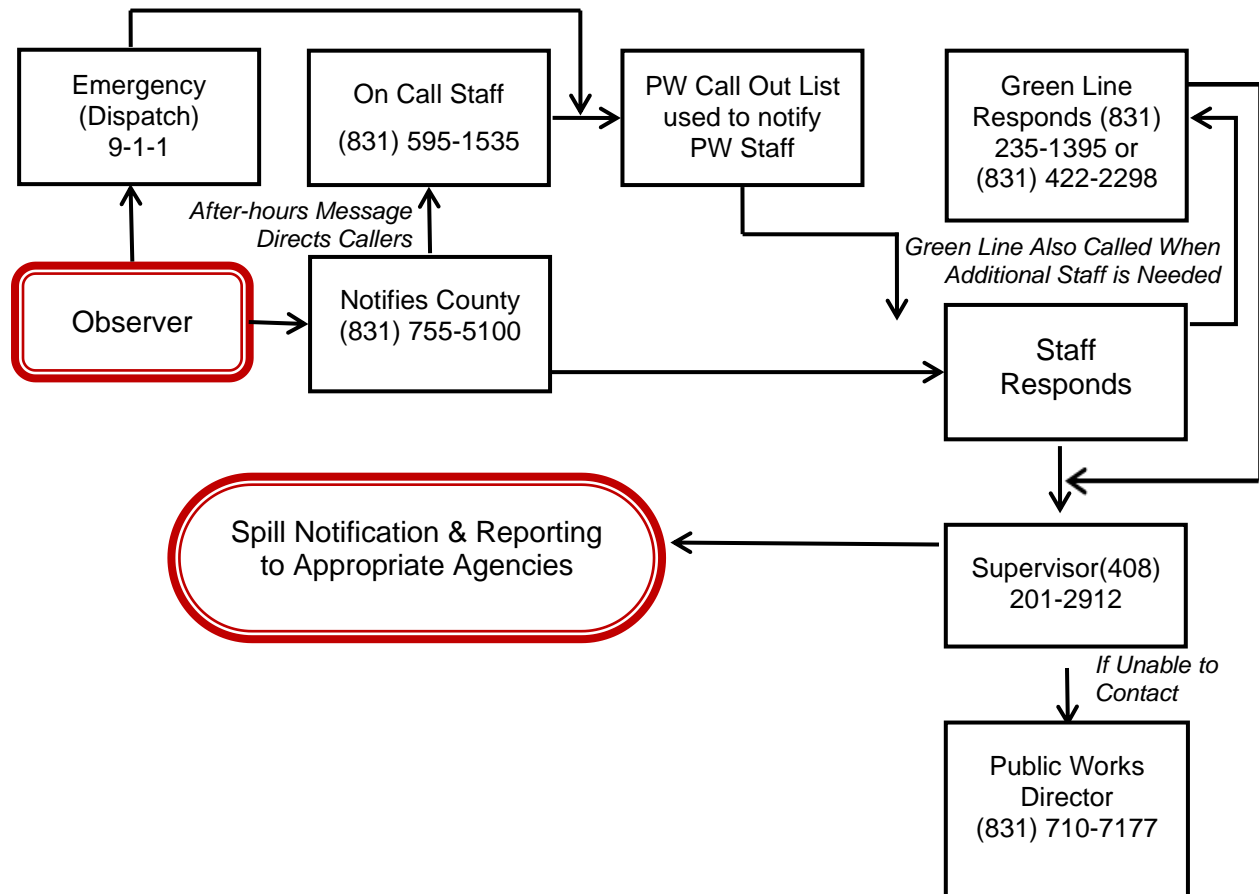 Emergency
(Dispatch)
9-1-1
On Call Staff
(831) 595-1535
PW Call Out List
used to notify
PW Staff
Green Line
Responds (831)
235-1395 or
(831) 422-2298
After-hours Message
Directs Callers
Green Line Also Called When
Additional Staff is Needed
Observer
Notifies County
(831) 755-5100
Staff
Responds
Spill Notification & Reporting
to Appropriate Agencies
Supervisor(408)
201-2912
If Unable to
Contact
Public Works
Director
(831) 710-7177